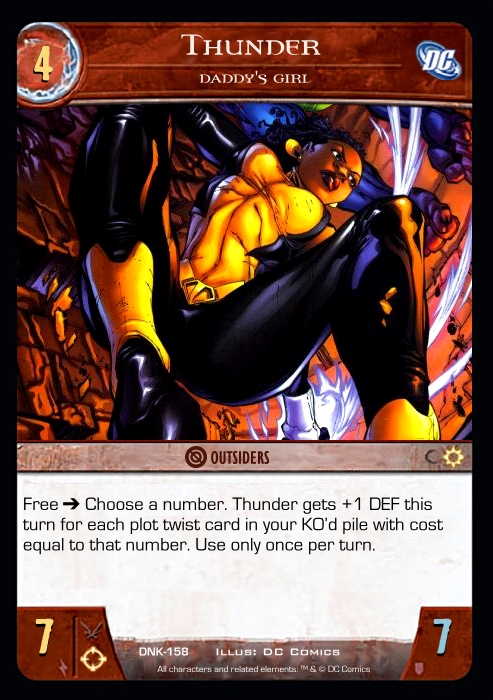 4
THUNDER
DADDY'S GIRL
DC
OUTSIDERS
Free ➔ Choose a number. Thunder gets +1 DEF this
turn for each plot twist card in your KO'd pile with cost
equal to that number. Use only once per turn.
7
7
DNK-158 ILLUS: DC COMICS
All characters and related elements: ™ & © DC Comics